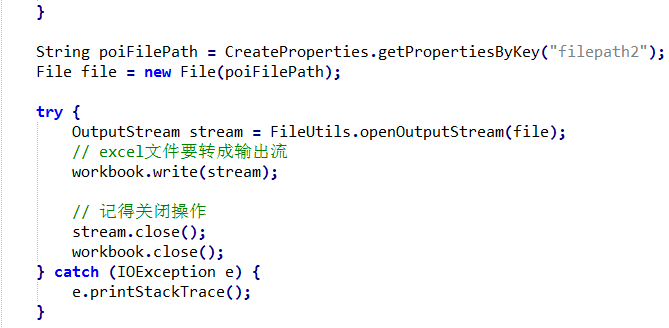 }
String poiFilePath = CreateProperties.getPropertiesByKey("filepath2");
File file = new File(poiFilePath);
try {
OutputStream stream = FileUtils.openOutputStream(file);
// excel文件要转成输出流
workbook.write(stream);
// 记得关闭操作
stream.close();
workbook.close();
} catch (IOException e) {
e.printStackTrace();
}